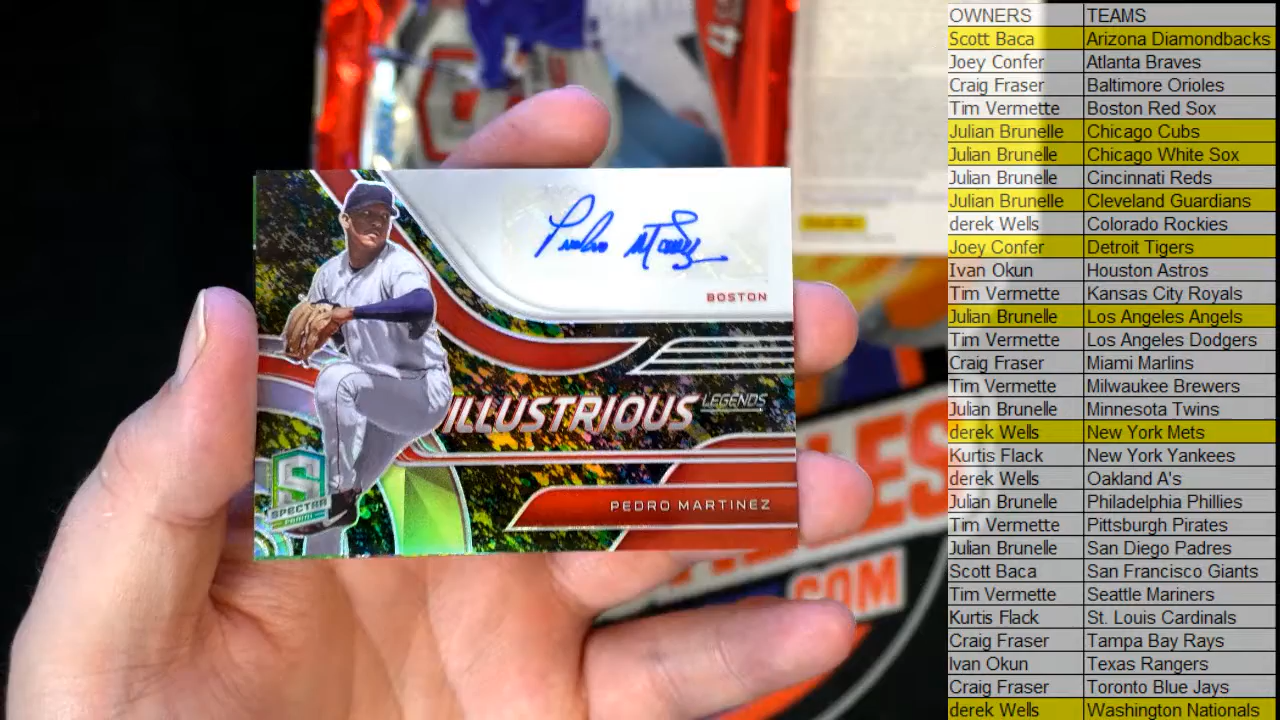 Pedro Martinez
BOSTON
ILLUSTRIOUS LEGENDS
PEDRO MARTINEZ
S
SPECTRA
PANINI
4
.COM
OWNERS TEAMS
Scott Baca Arizona Diamondbacks
Joey Confer Atlanta Braves
Craig Fraser Baltimore Orioles
Tim Vermette Boston Red Sox
Julian Brunelle Chicago Cubs
Julian Brunelle Chicago White Sox
Julian Brunelle Cincinnati Reds
Julian Brunelle Cleveland Guardians
derek Wells Colorado Rockies
Joey Confer Detroit Tigers
Ivan Okun Houston Astros
Tim Vermette Kansas City Royals
Julian Brunelle Los Angeles Angels
Tim Vermette Los Angeles Dodgers
Craig Fraser Miami Marlins
Tim Vermette Milwaukee Brewers
Julian Brunelle Minnesota Twins
derek Wells New York Mets
Kurtis Flack New York Yankees
derek Wells Oakland A's
Julian Brunelle Philadelphia Phillies
Tim Vermette Pittsburgh Pirates
Julian Brunelle San Diego Padres
Scott Baca San Francisco Giants
Tim Vermette Seattle Mariners
Kurtis Flack St. Louis Cardinals
Craig Fraser Tampa Bay Rays
Ivan Okun Texas Rangers
Craig Fraser Toronto Blue Jays
derek Wells Washington Nationals